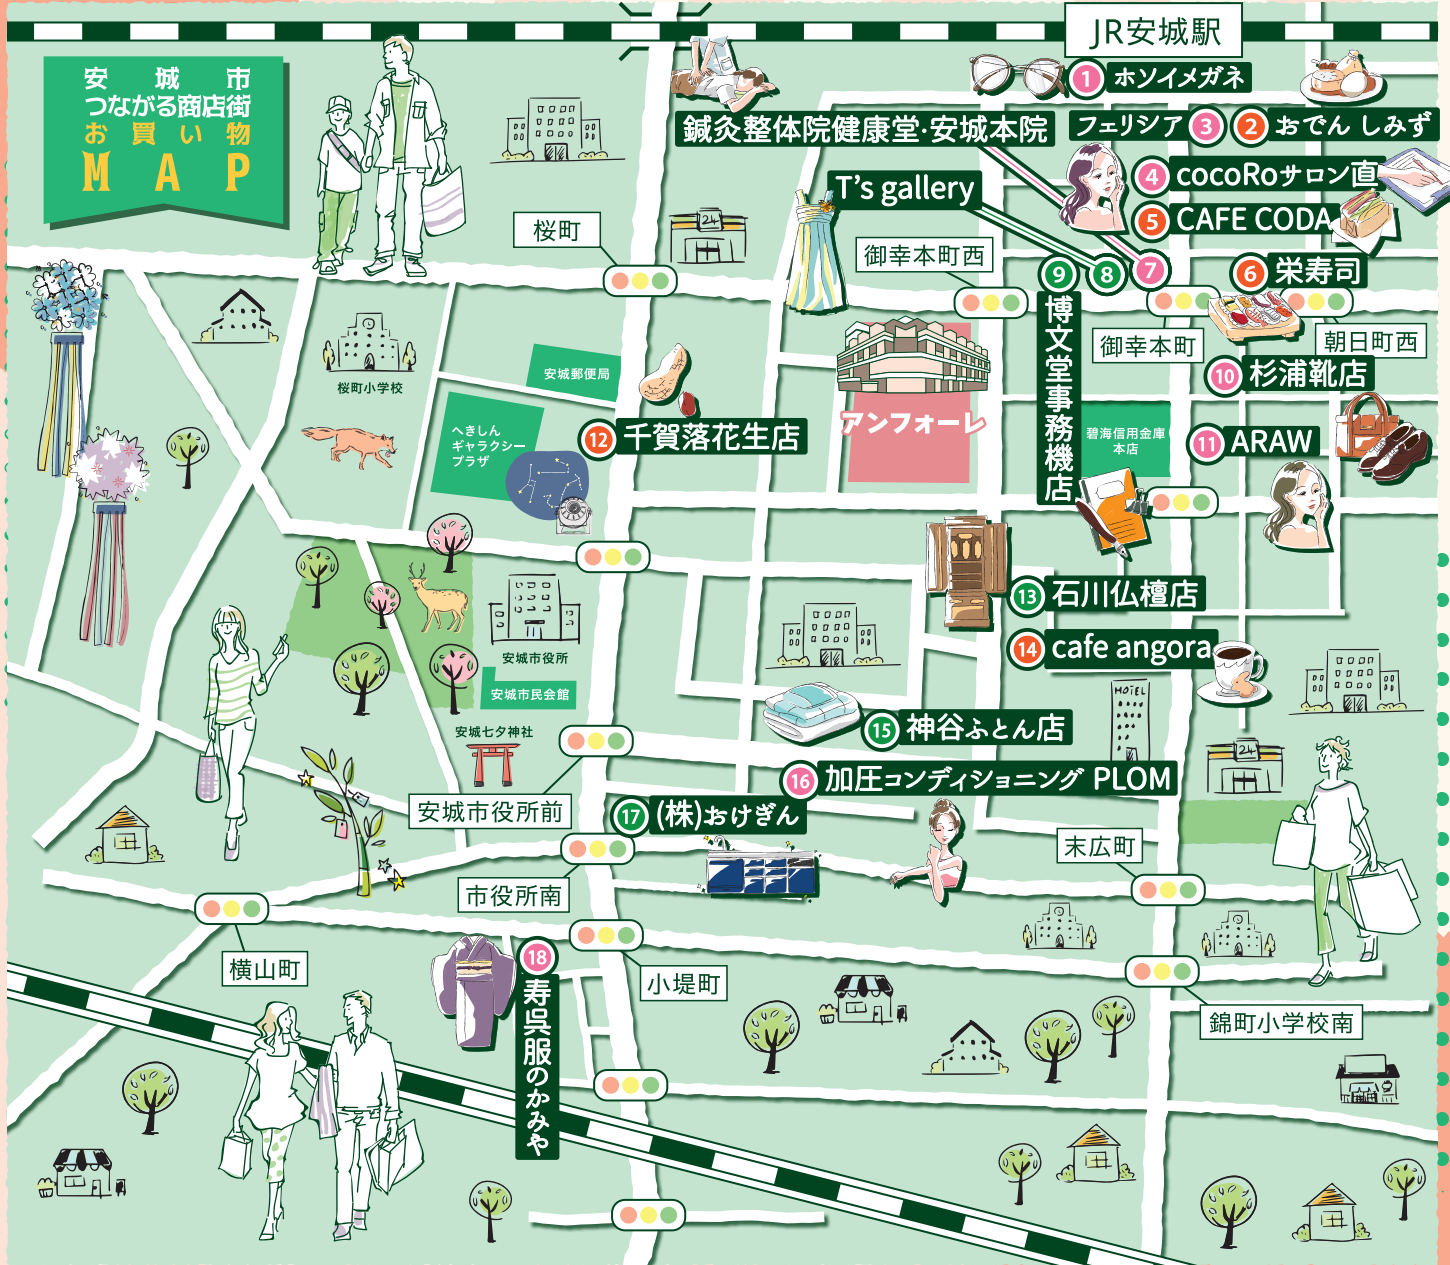 JR安城駅
安城市
つながる商店街
お買い物
MAP
1 ホソイメガネ
鍼灸整体院健康堂・安城本院
フェリシア 3
2 おでん しみず
4 cocoRoサロン直
T's gallery
5 CAFE CODA
桜町
24
御幸本町西
9 博文堂事務機店
8
7
6 栄寿司
御幸本町
朝日町西
桜町小学校
安城郵便局
10 杉浦靴店
へきしん
ギャラクシー
プラザ
12 千賀落花生店
アンフォーレ
碧海信用金庫
本店
11 ARAW
13 石川仏壇店
安城市役所
14 cafe angora
安城市民会館
HOTEL
安城七夕神社
15 神谷ふとん店
24
16 加圧コンディショニング PLOM
安城市役所前
17 (株)おけぎん
末広町
市役所南
横山町
18 寿呉服のかみや
小堤町
錦町小学校南